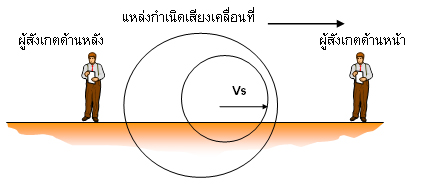 แหล่งกำเนิดเสียงเคลื่อนที่
ผู้สังเกตด้านหลัง
ผู้สังเกตด้านหน้า
Vs